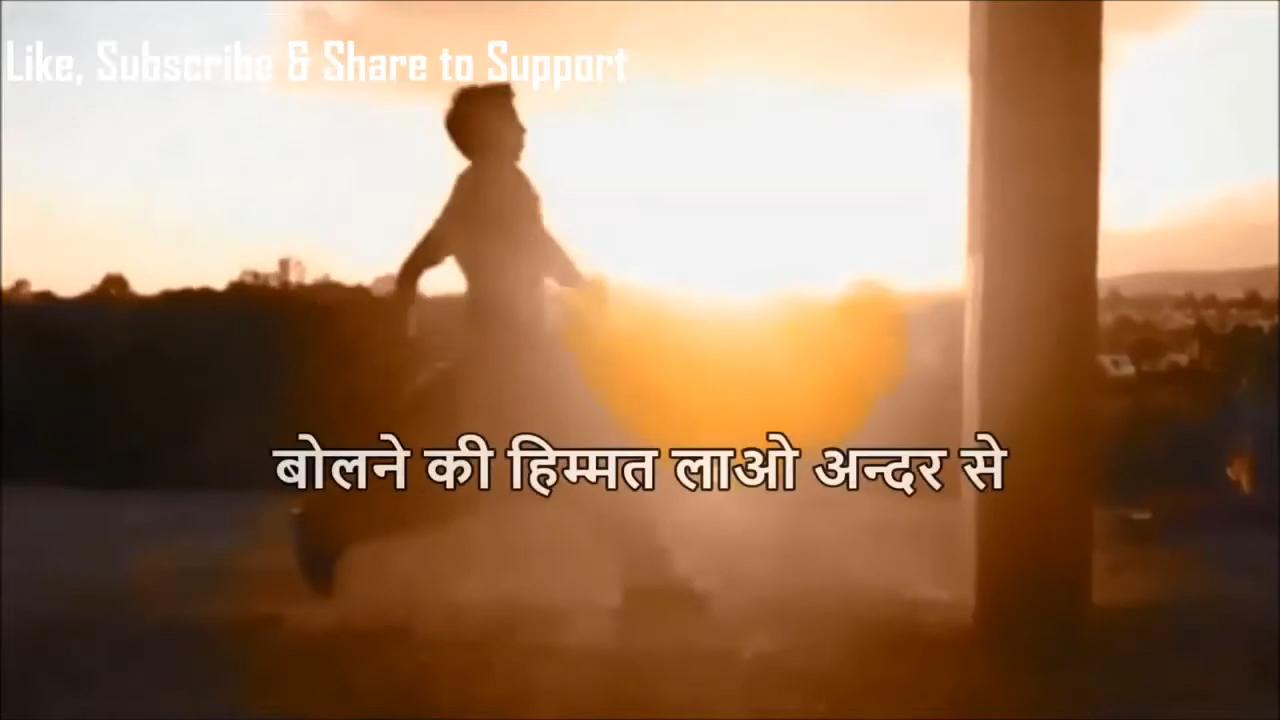 Like, Subscribe & Share to Support
बोलने की हिम्मत लाओ अन्दर से